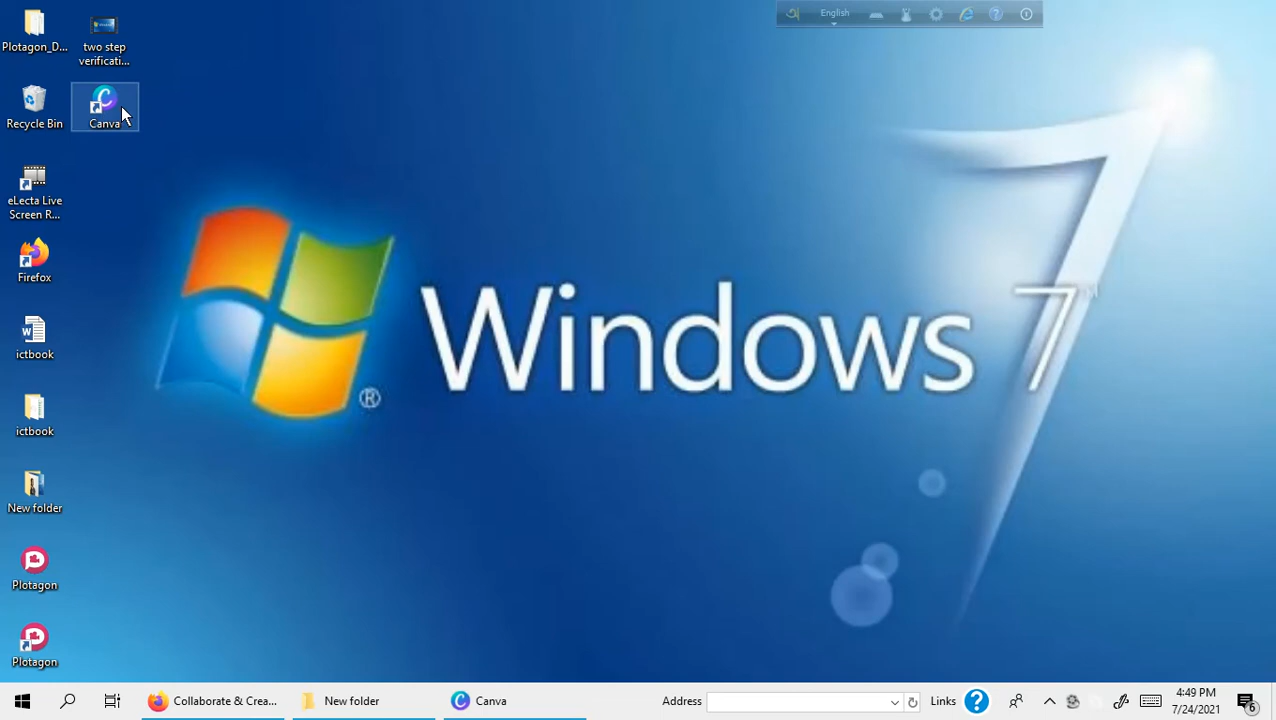 Plotagon_D...
two step
verificati...
Recycle Bin
Canva
eLecta Live
Screen R...
Firefox
ictbook
ictbook
New folder
Plotagon
Plotagon
অ
English
Windows 7
®
Collaborate & Crea...
New folder
Canva
Address
Links
4:49 PM
7/24/2021
6